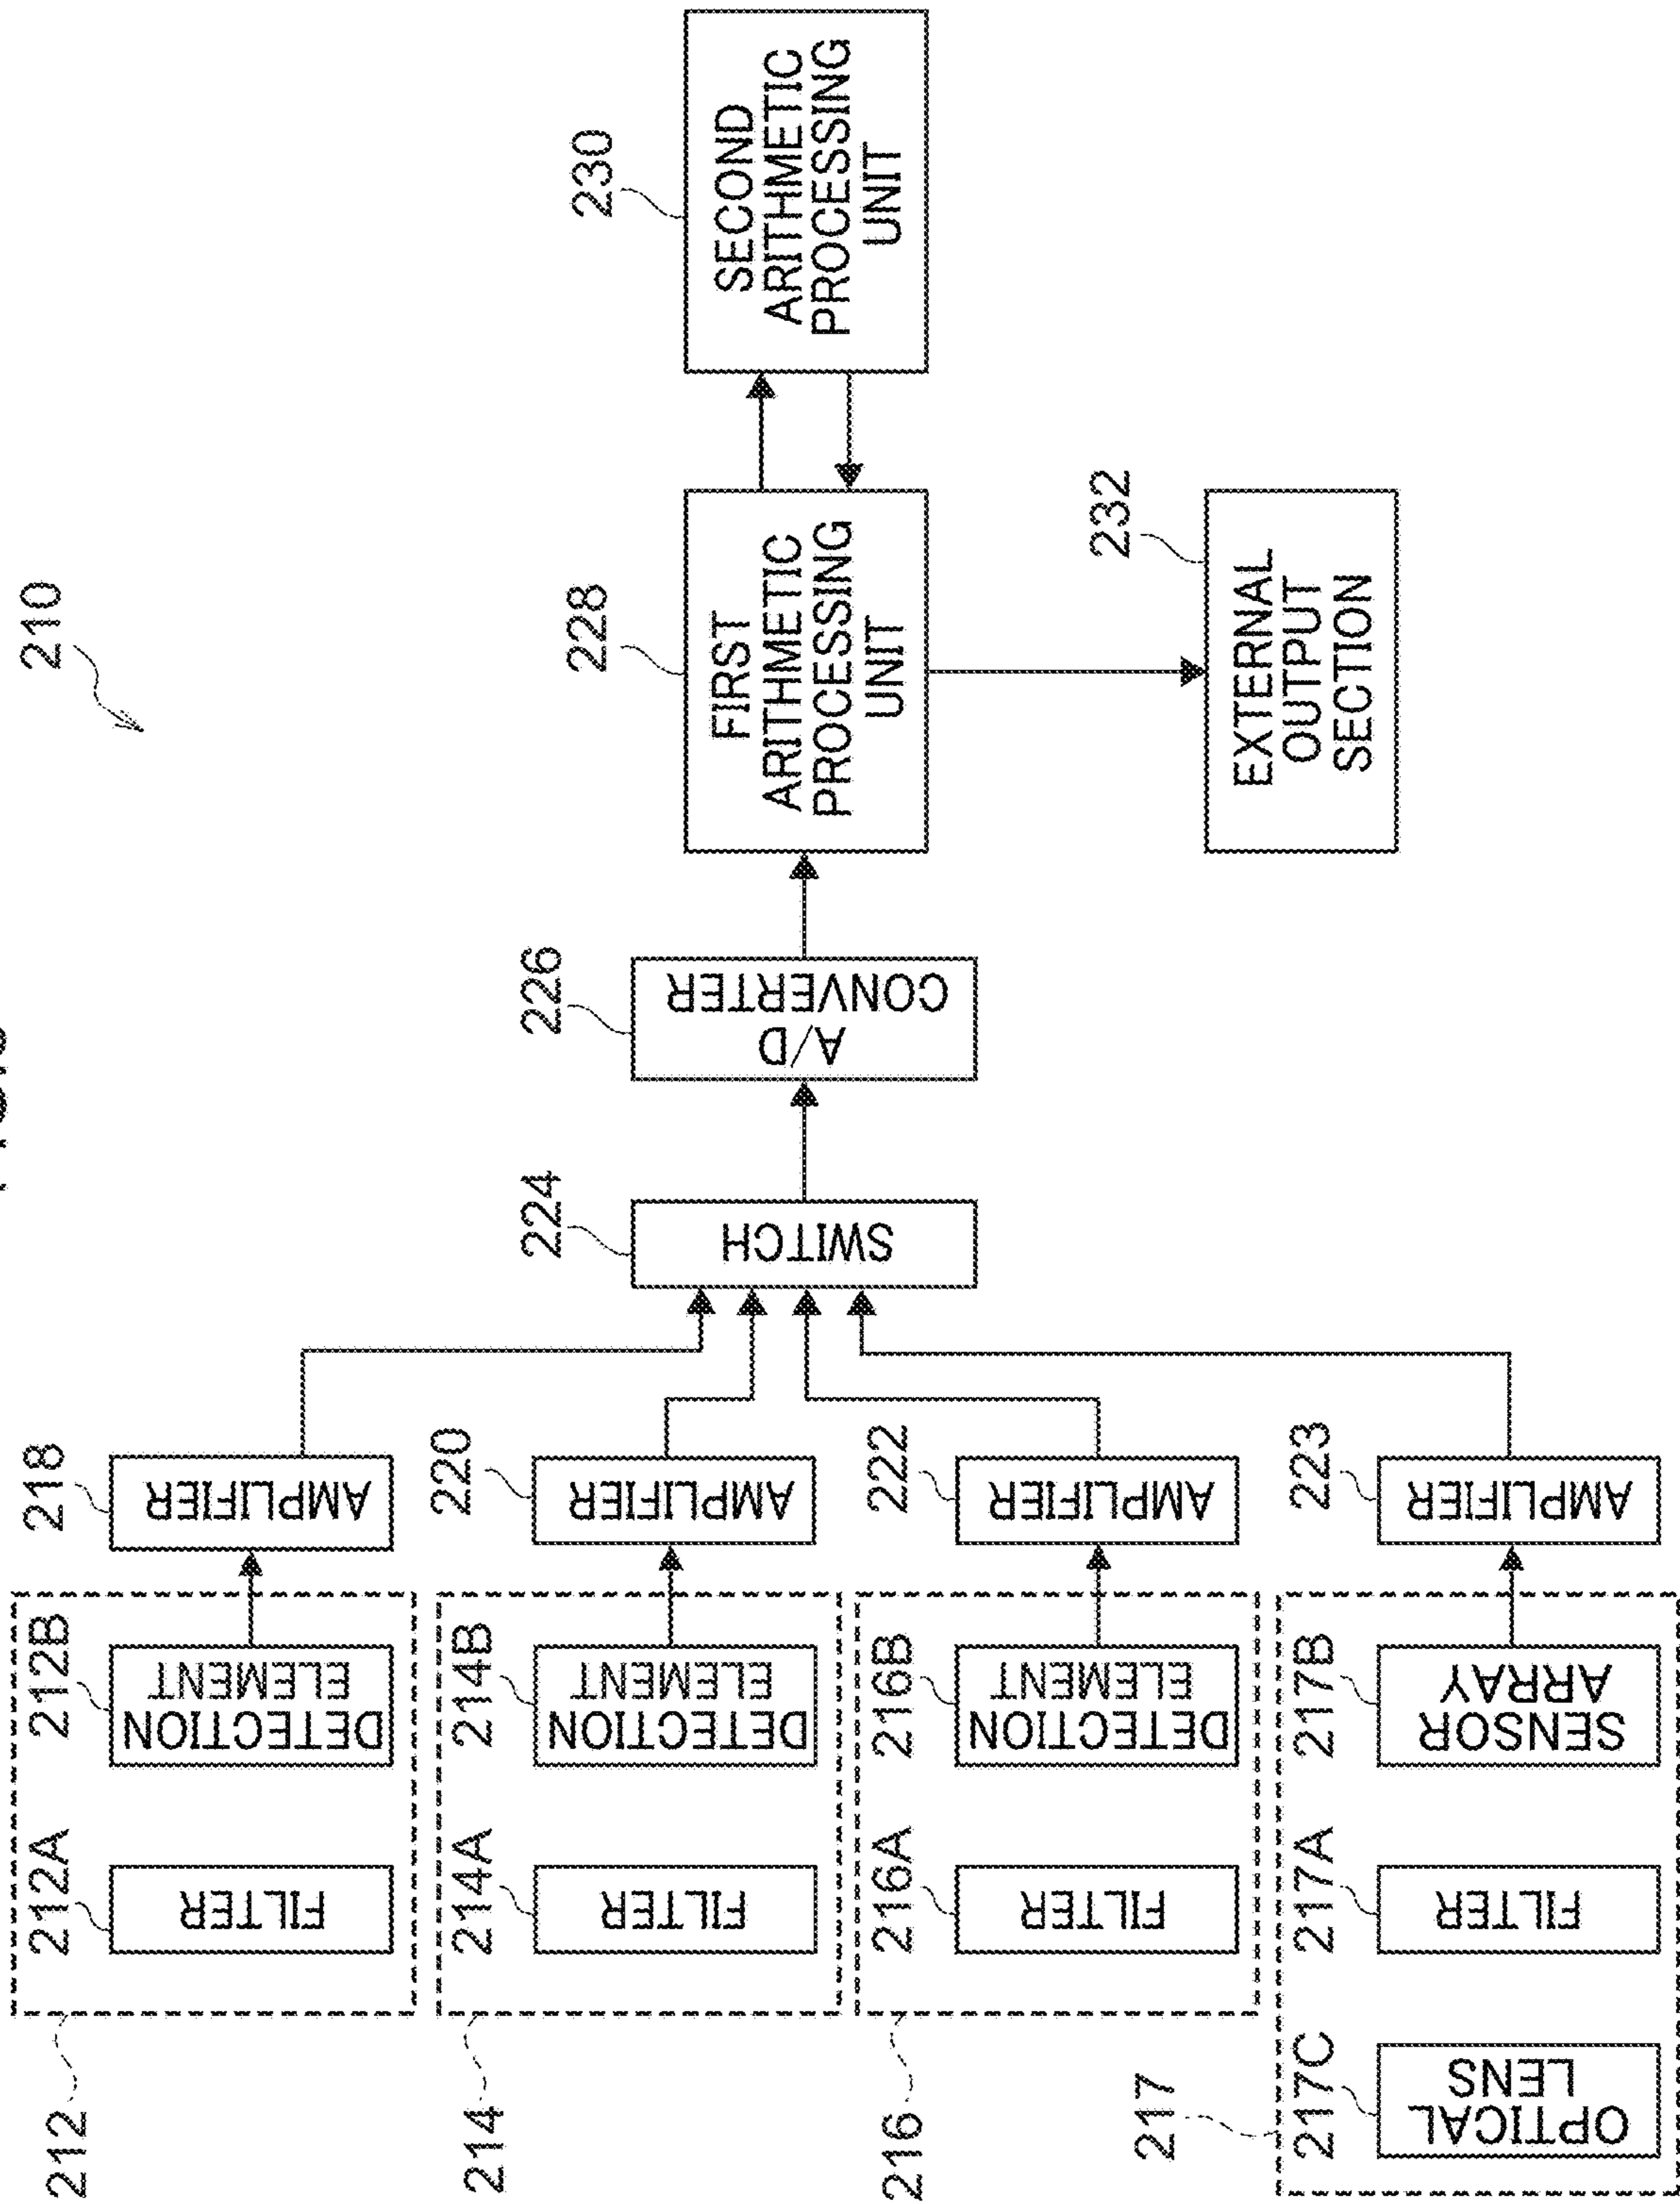 210
212
212A
FILTER
212B
DETECTION
ELEMENT
218
AMPLIFIER
214
214A
FILTER
214B
DETECTION
ELEMENT
220
AMPLIFIER
216
216A
FILTER
216B
DETECTION
ELEMENT
222
AMPLIFIER
217
217C
OPTICAL
LENS
217A
FILTER
217B
SENSOR
ARRAY
223
AMPLIFIER
224
SWITCH
226
A/D
CONVERTER
228
FIRST
ARITHMETIC
PROCESSING
UNIT
230
SECOND
ARITHMETIC
PROCESSING
UNIT
232
EXTERNAL
OUTPUT
SECTION